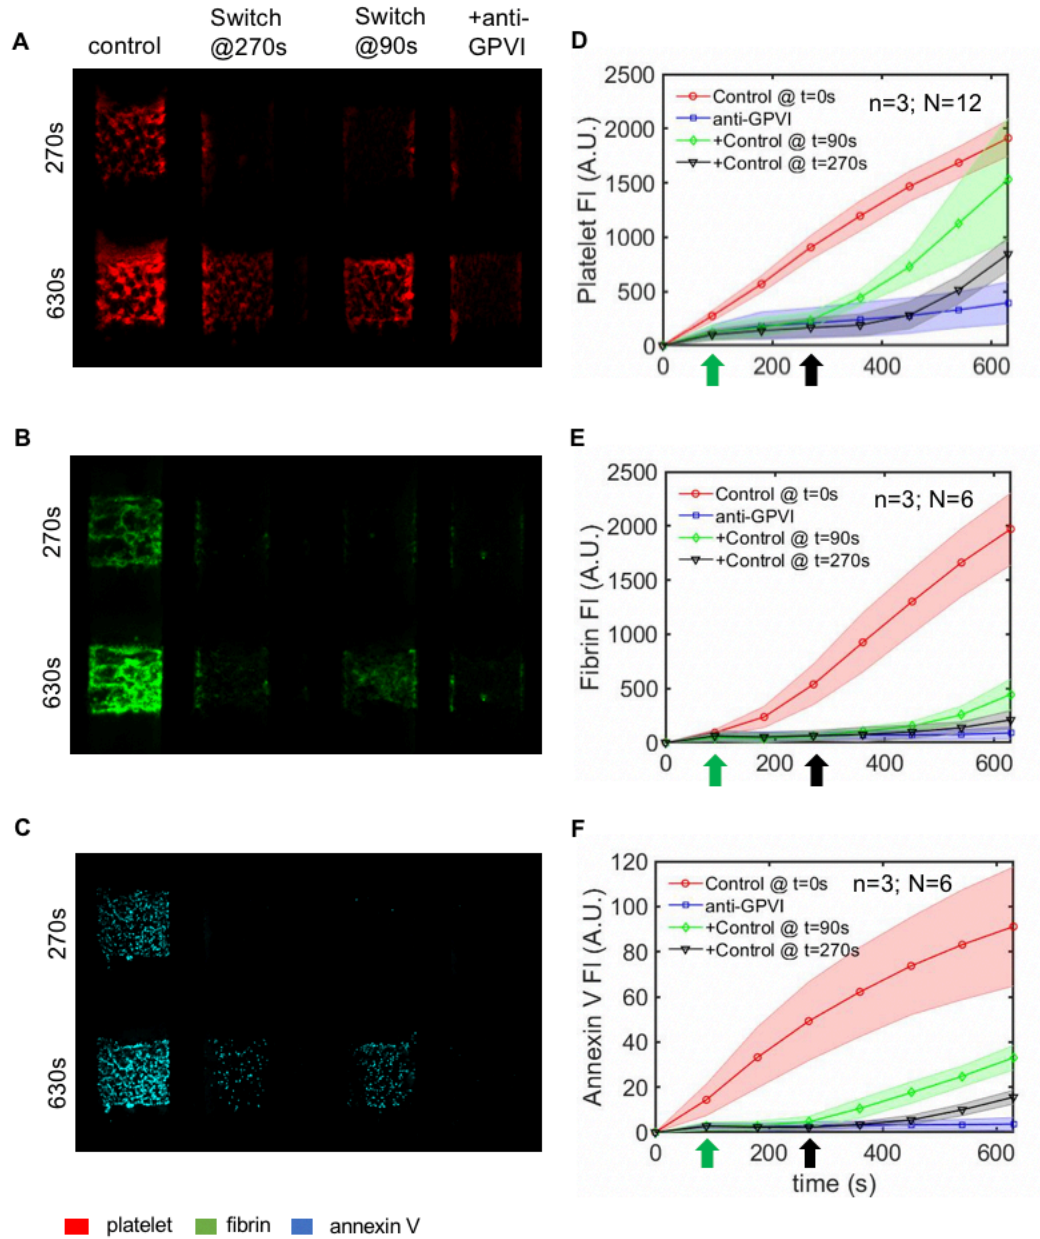 A
control
Switch
@270s
Switch
@90s
+anti-
GPVI
270s
630s
B
270s
630s
C
270s
630s
platelet
fibrin
annexin V
D
2500
2000
1500
1000
500
0
Platelet FI (A.U.)
Control @ t=0s
anti-GPVI
+Control @ t=90s
+Control @ t=270s
n=3; N=12
0
200
400
600
E
2500
2000
1500
1000
500
0
Fibrin FI (A.U.)
Control @ t=0s
anti-GPVI
+Control @ t=90s
+Control @ t=270s
n=3; N=6
0
200
400
600
F
120
100
80
60
40
20
0
Annexin V FI (A.U.)
Control @ t=0s
anti-GPVI
+Control @ t=90s
+Control @ t=270s
n=3; N=6
0
200
400
600
time (s)